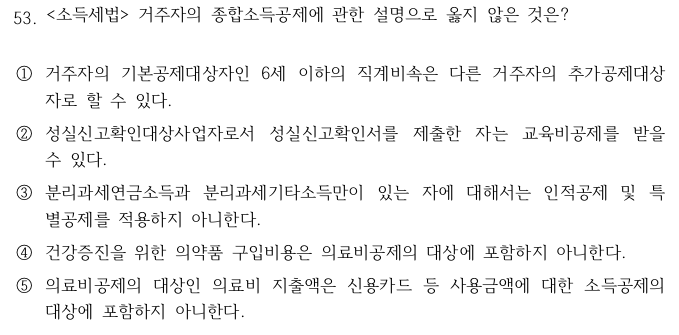 53. <소득세법> 거주자의 종합소득공제에 관한 설명으로 옳지 않은 것은?
① 거주자의 기본공제대상자인 6세 이하의 직계비속은 다른 거주자의 추가공제대상
자로 할 수 있다.
② 성실신고확인대상사업자로서 성실신고확인서를 제출한 자는 교육비공제를 받을
수 있다.
③ 분리과세연금소득과 분리과세기타소득만이 있는 자에 대해서는 인적공제 및 특
별공제를 적용하지 아니한다.
④ 건강증진을 위한 의약품 구입비용은 의료비공제의 대상에 포함하지 아니한다.
⑤ 의료비공제의 대상인 의료비 지출액은 신용카드 등 사용금액에 대한 소득공제의
대상에 포함하지 아니한다.